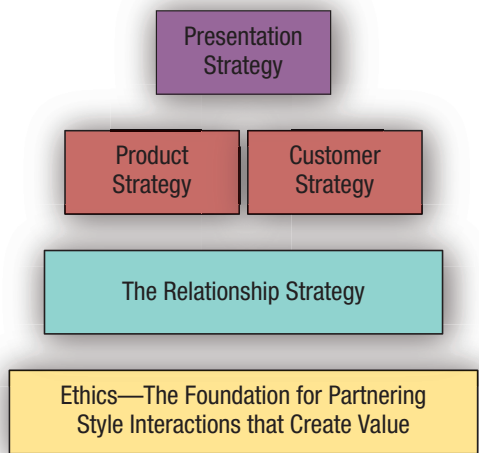 Presentation
Strategy
Product
Strategy
Customer
Strategy
The Relationship Strategy
Ethics—The Foundation for Partnering
Style Interactions that Create Value